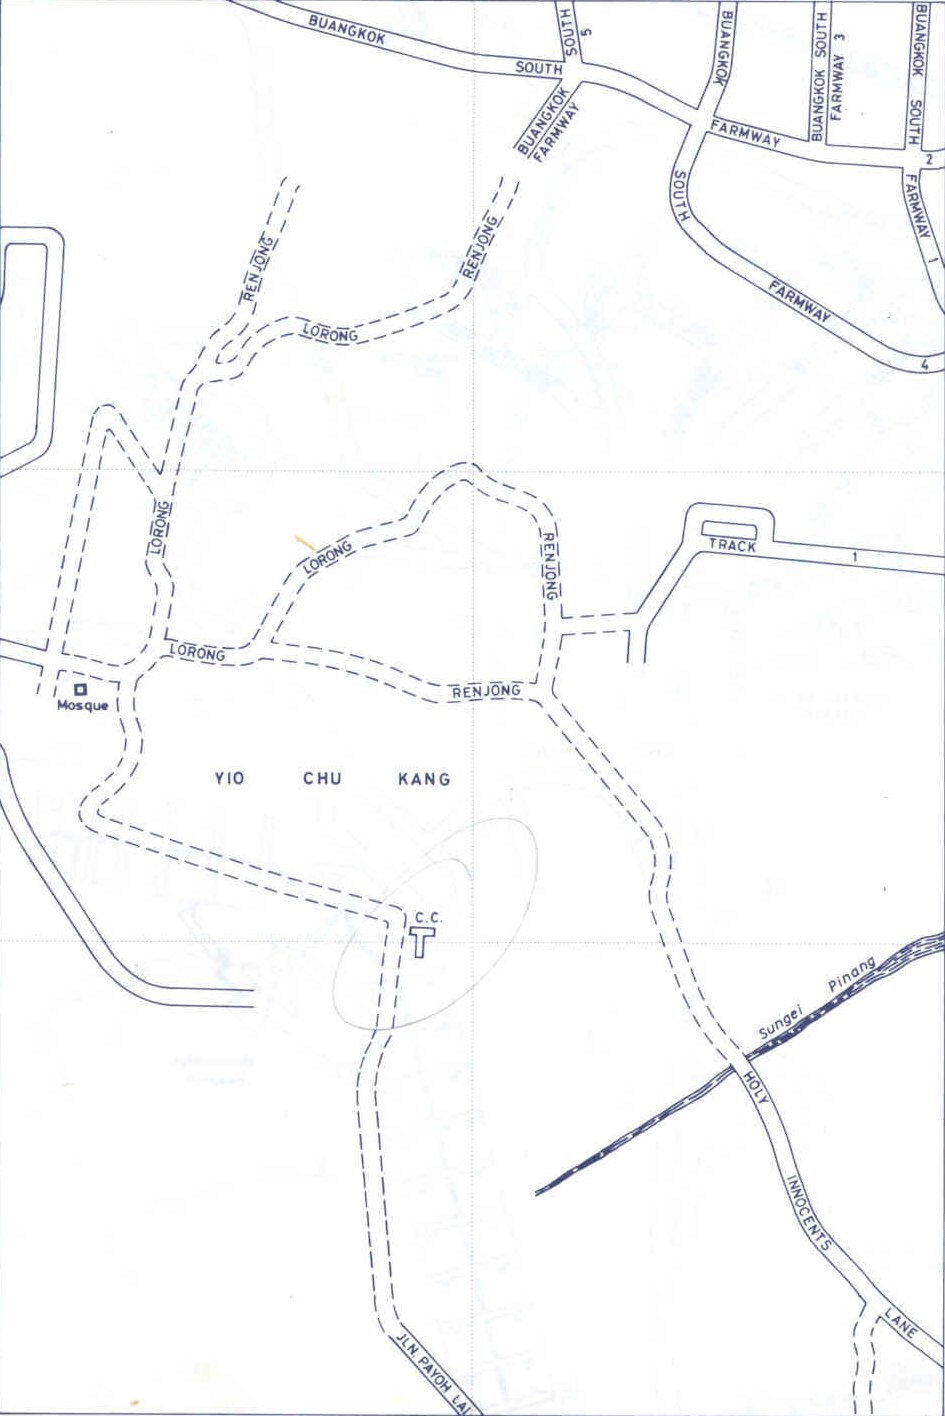 BUANGKOK
SOUTH
FARMWAY
2
SOUTH
5
BUANGKOK
FARMWAY
BUANGKOK
SOUTH
FARMWAY
4
BUANGKOK SOUTH
FARMWAY 3
BUANGKOK SOUTH
FARMWAY 1
RENJONG
RENJONG
LORONG
LORONG
LORONG
RENJONG
TRACK 1
LORONG
RENJONG
Mosque
YIO CHU KANG
C.C.
Sungei Pinang
HOLY
INNOCENTS
LANE
JLN. PAYOH LAI